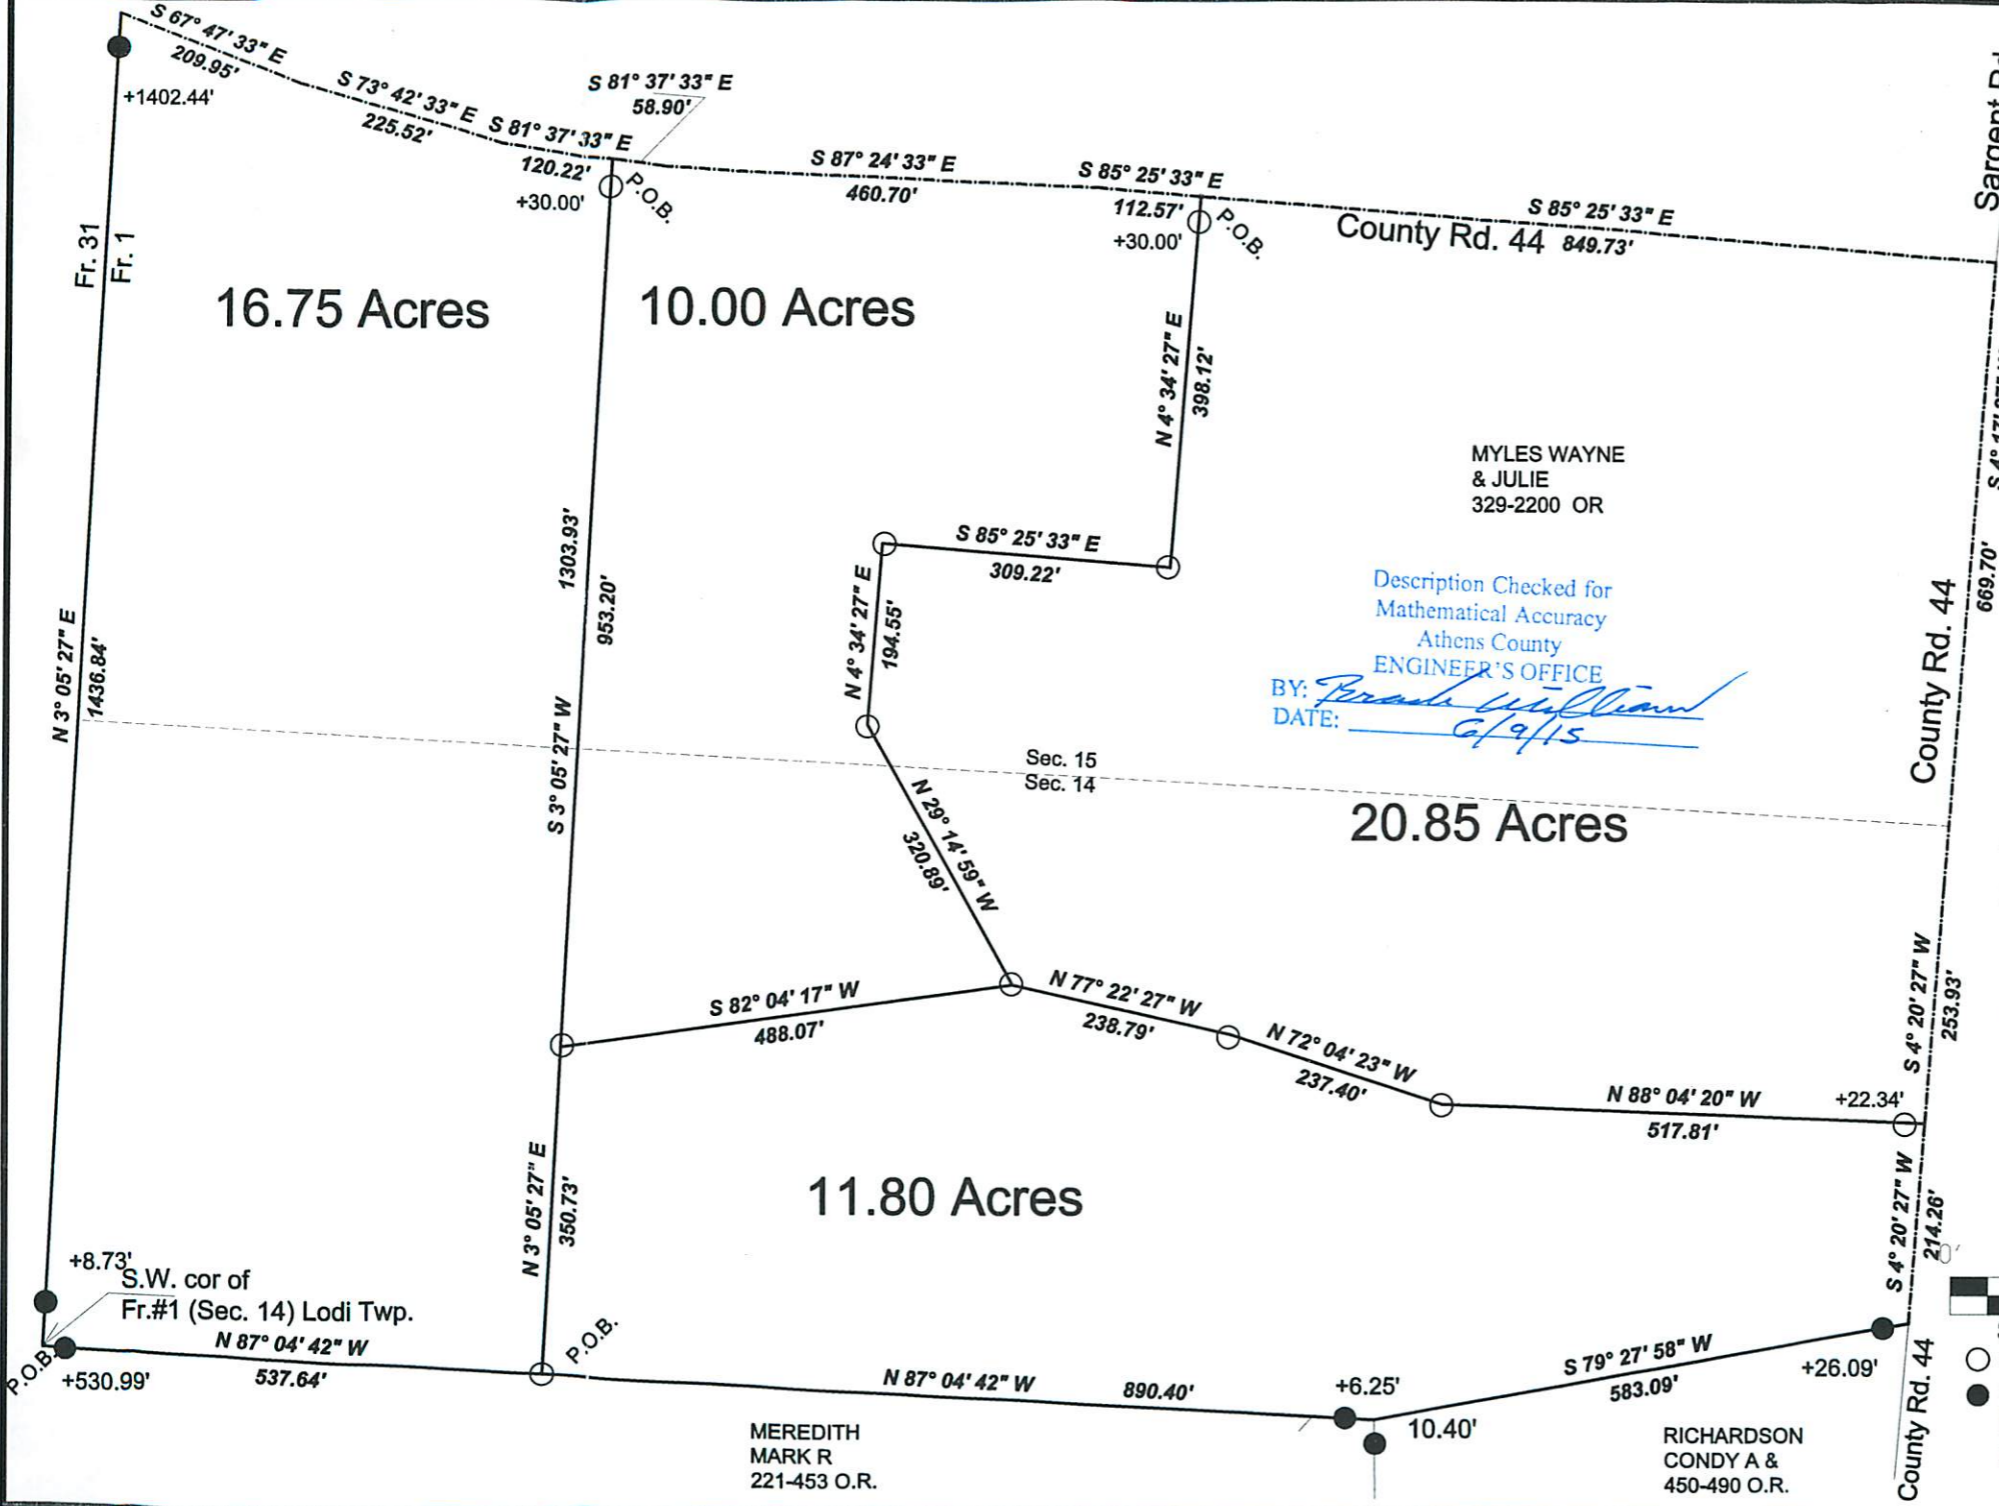 S 67° 47' 33" E
209.95'
+1402.44'
S 73° 42' 33" E
225.52'
S 81° 37' 33" E
120.22'
+30.00'
P.O.B.
S 81° 37' 33" E
58.90'
S 87° 24' 33" E
460.70'
S 85° 25' 33" E
112.57'
+30.00'
P.O.B.
S 85° 25' 33" E
County Rd. 44 849.73'
Sargent Rd
Fr. 31
Fr. 1
16.75 Acres
10.00 Acres
N 4° 34' 27" E
398.12'
MYLES WAYNE
& JULIE
329-2200 OR
S 85° 25' 33" E
309.22'
1303.93'
953.20'
N 4° 34' 27" E
194.55'
Description Checked for
Mathematical Accuracy
Athens County
ENGINEER'S OFFICE
BY:
DATE: 6/9/15
669.70'
County Rd. 44
N 3° 05' 27" E
1436.84'
S 3° 05' 27" W
Sec. 15
Sec. 14
N 29° 14' 59" W
320.89'
20.85 Acres
S 82° 04' 17" W
488.07'
N 77° 22' 27" W
238.79'
N 72° 04' 23" W
237.40'
N 88° 04' 20" W
517.81'
+22.34'
S 4° 20' 27" W
253.93'
11.80 Acres
N 3° 05' 27" E
350.73'
S 4° 20' 27" W
214.26'
0'
+8.73'
S.W. cor of
Fr.#1 (Sec. 14) Lodi Twp.
N 87° 04' 42" W
537.64'
P.O.B.
+530.99'
P.O.B.
N 87° 04' 42" W
890.40'
+6.25'
10.40'
S 79° 27' 58" W
583.09'
+26.09'
County Rd. 44
MEREDITH
MARK R
221-453 O.R.
RICHARDSON
CONDY A &
450-490 O.R.